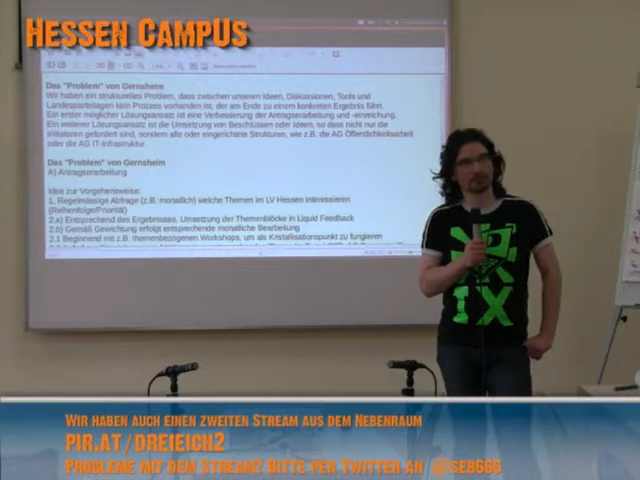 HESSEN CAMPUS
Das "Problem" von Gernsheim
Wir haben ein strukturelles Problem, dass zwischen unseren Ideen, Diskussionen, Tools und
Landesparteitagen kein Prozess vorhanden ist, der am Ende zu einem konkreten Ergebnis führt.
Ein erster möglicher Lösungsansatz ist eine Verbesserung der Antragserarbeitung und -einreichung.
Ein weiterer Lösungsansatz ist die Umsetzung von Beschlüssen oder Ideen, so dass nicht nur die
Initiatoren gefordert sind, sondern alle oder eingerichtete Strukturen, wie z.B. die AG Öffentlichkeitsarbeit
oder die AG IT-Infrastruktur.
Das "Problem" von Gernsheim
A) Antragserarbeitung
Idee zur Vorgehensweise:
1. Regelmässige Abfrage (z.B. monatlich) welche Themen im LV Hessen interessieren
(Reihenfolge/Priorität)
2.a) Entsprechend des Ergebnisses, Umsetzung der Themenblöcke in Liquid Feedback
2.b) Gemäß Gewichtung erfolgt entsprechende monatliche Bearbeitung
2.1 Beginnend mit z.B. themenbezogenen Workshops, um als Kristallisationspunkt zu fungieren
WIR HABEN AUCH EINEN ZWEITEN STREAM AUS DEM NEBENRAUM
PIR.AT/DREIEICH2
PROBLEME MIT DEM STREAM? BITTE PER TWITTER AN @SEB666